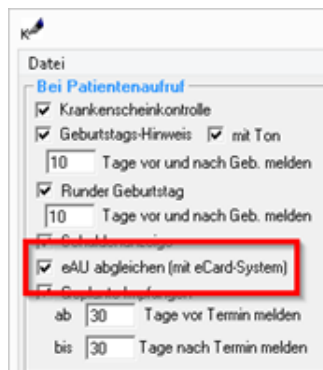 K
Datei
Bei Patientenaufruf
Krankenscheinkontrolle
Geburtstags-Hinweis mit Ton
10 Tage vor und nach Geb. melden
Runder Geburtstag
10 Tage vor und nach Geb. melden
eAU abgleichen (mit eCard-System)
ab 30 Tage vor Termin melden
bis 30 Tage nach Termin melden